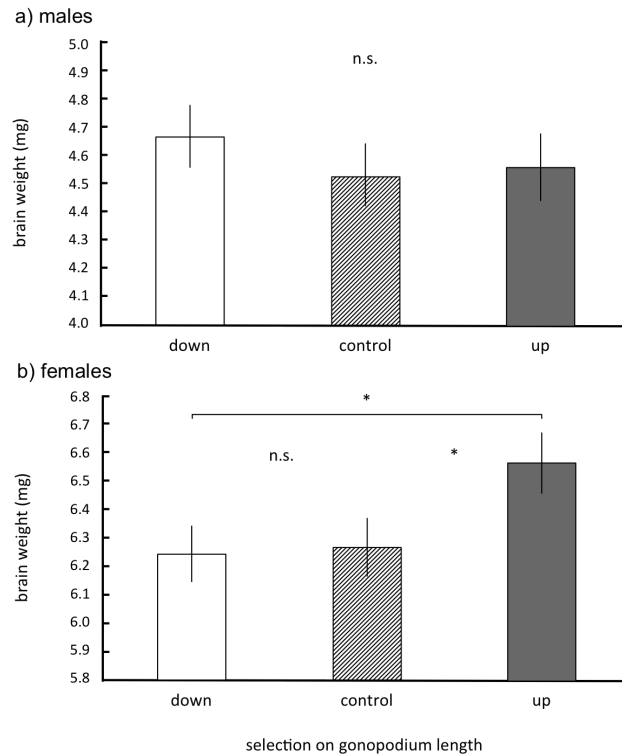 a) males
5.0
4.9
4.8
4.7
4.6
4.5
4.4
4.3
4.2
4.1
4.0
brain weight (mg)
n.s.
down control up
b) females
6.8
6.7
6.6
6.5
6.4
6.3
6.2
6.1
6.0
5.9
5.8
brain weight (mg)
*
n.s. *
down control up
selection on gonopodium length